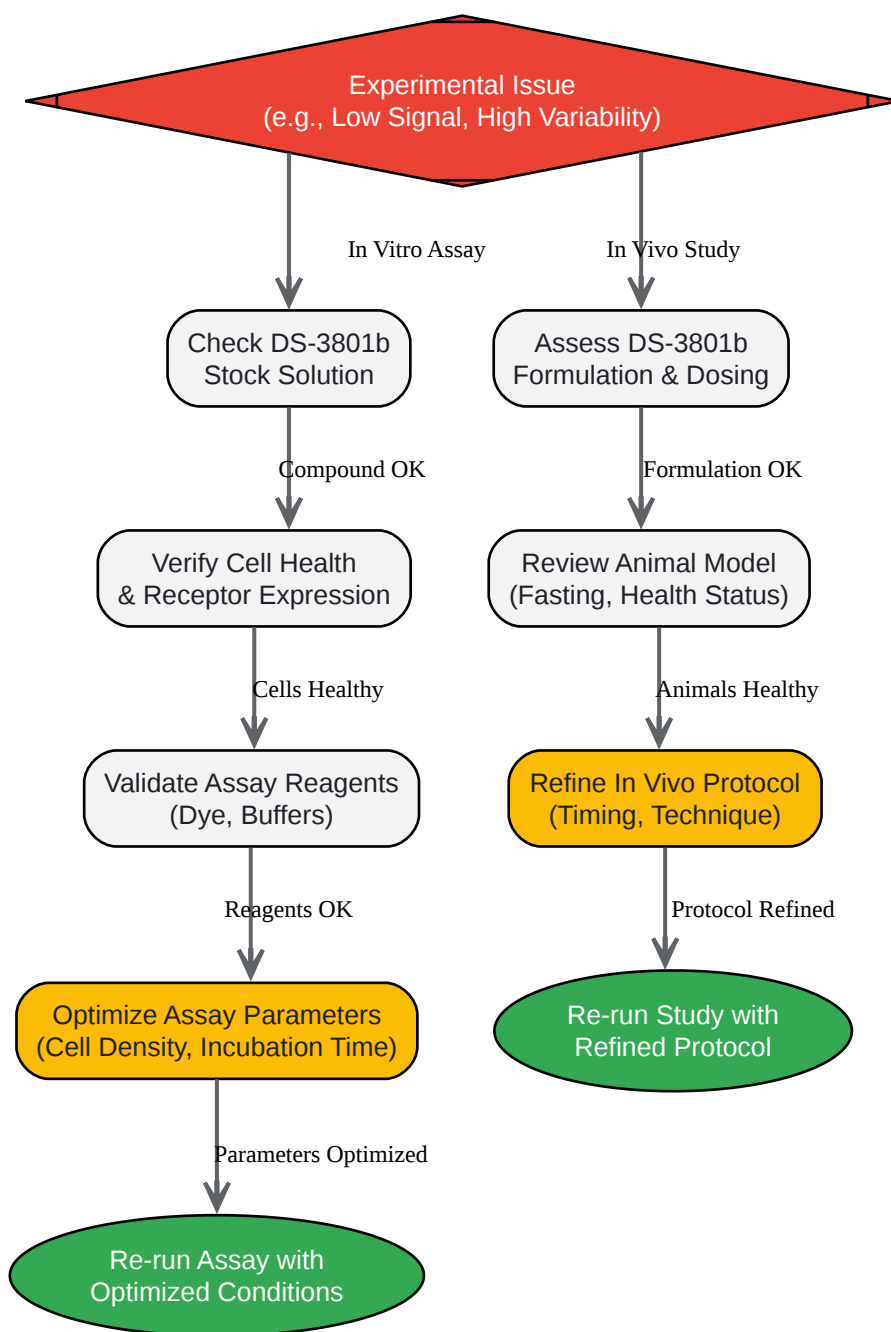 Experimental Issue
(e.g., Low Signal, High Variability)
In Vitro Assay
In Vivo Study
Check DS-3801b
Stock Solution
Assess DS-3801b
Formulation & Dosing
Compound OK
Formulation OK
Verify Cell Health
& Receptor Expression
Review Animal Model
(Fasting, Health Status)
Cells Healthy
Animals Healthy
Validate Assay Reagents
(Dye, Buffers)
Refine In Vivo Protocol
(Timing, Technique)
Reagents OK
Protocol Refined
Optimize Assay Parameters
(Cell Density, Incubation Time)
Re-run Study with
Refined Protocol
Parameters Optimized
Re-run Assay with
Optimized Conditions